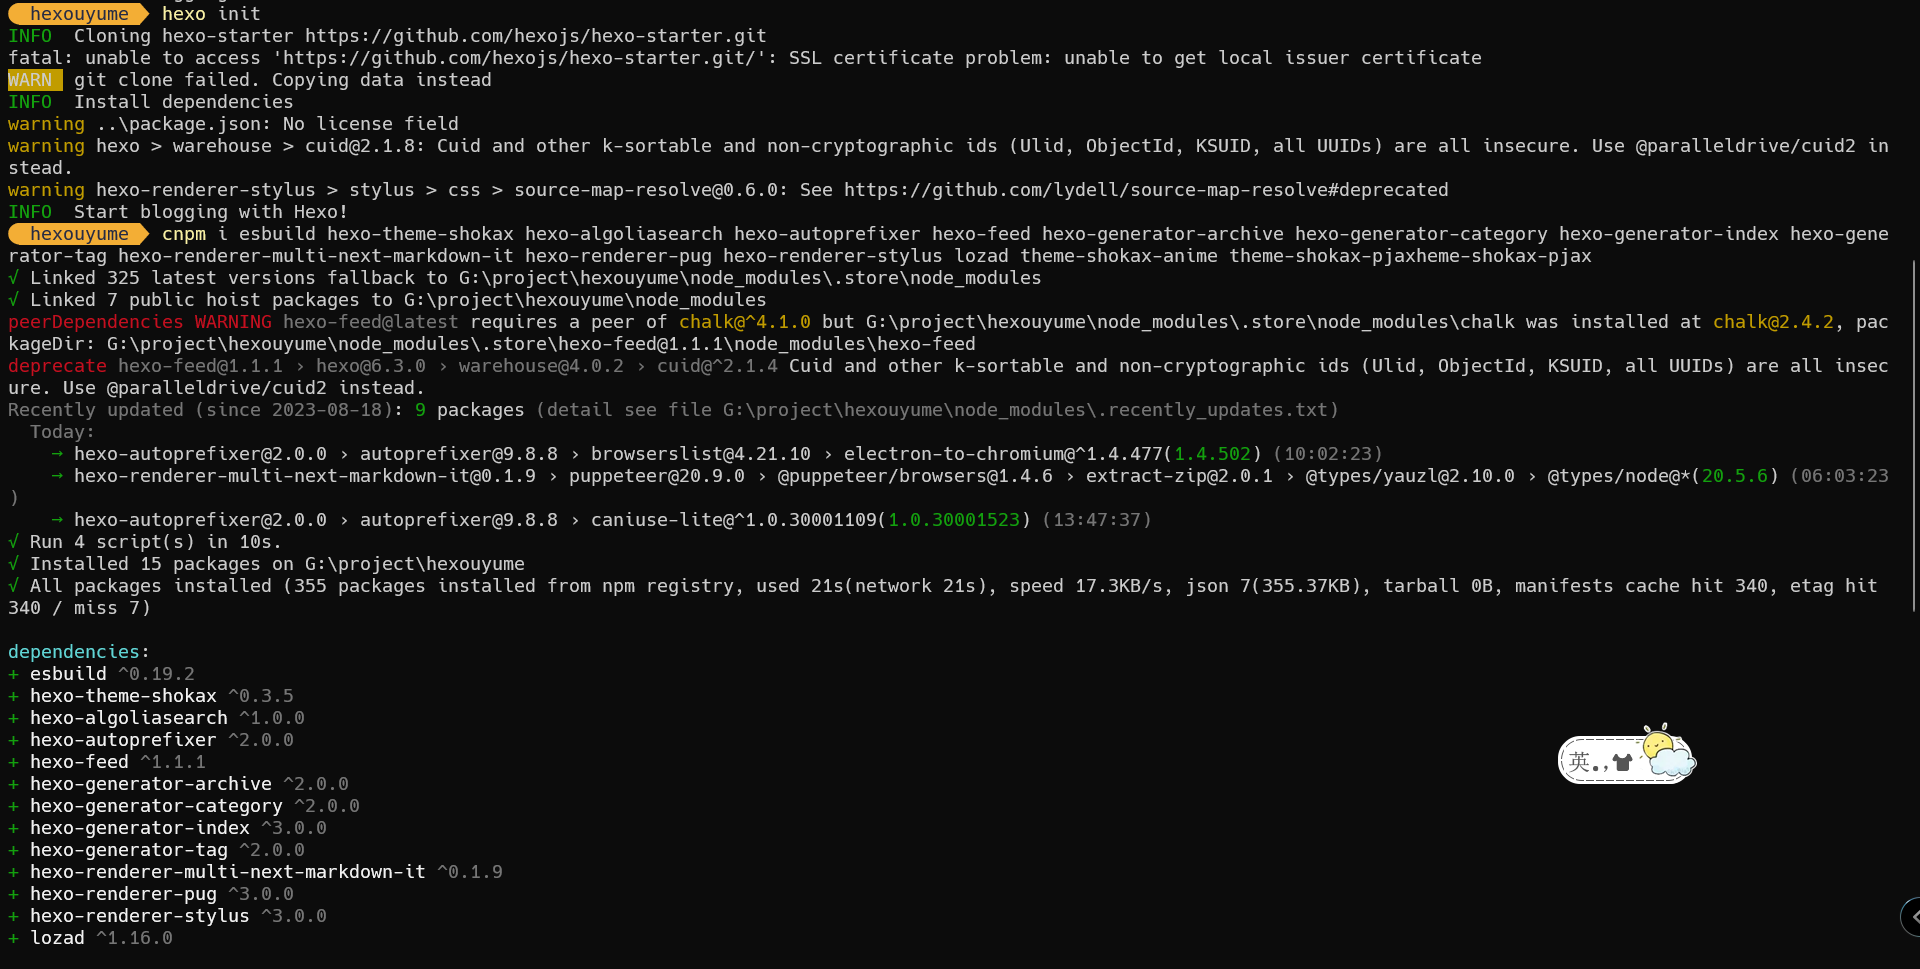 hexouyume hexo init
INFO  Cloning hexo-starter https://github.com/hexojs/hexo-starter.git
fatal: unable to access 'https://github.com/hexojs/hexo-starter.git/': SSL certificate problem: unable to get local issuer certificate
WARN  git clone failed. Copying data instead
INFO  Install dependencies
warning ..\package.json: No license field
warning hexo > warehouse > cuid@2.1.8: Cuid and other k-sortable and non-cryptographic ids (Ulid, ObjectId, KSUID, all UUIDs) are all insecure. Use @paralleldrive/cuid2 in
stead.
warning hexo-renderer-stylus > stylus > css > source-map-resolve@0.6.0: See https://github.com/lydell/source-map-resolve#deprecated
INFO  Start blogging with Hexo!
hexouyume cnpm i esbuild hexo-theme-shokax hexo-algoliasearch hexo-autoprefixer hexo-feed hexo-generator-archive hexo-generator-category hexo-generator-index hexo-gene
rator-tag hexo-renderer-multi-next-markdown-it hexo-renderer-pug hexo-renderer-stylus lozad theme-shokax-anime theme-shokax-pjaxheme-shokax-pjax
√ Linked 325 latest versions fallback to G:\project\hexouyume\node_modules\.store\node_modules
√ Linked 7 public hoist packages to G:\project\hexouyume\node_modules
peerDependencies WARNING hexo-feed@latest requires a peer of chalk@^4.1.0 but G:\project\hexouyume\node_modules\.store\node_modules\chalk was installed at chalk@2.4.2, pac
kageDir: G:\project\hexouyume\node_modules\.store\hexo-feed@1.1.1\node_modules\hexo-feed
deprecate hexo-feed@1.1.1 › hexo@6.3.0 › warehouse@4.0.2 › cuid@^2.1.4 Cuid and other k-sortable and non-cryptographic ids (Ulid, ObjectId, KSUID, all UUIDs) are all insec
ure. Use @paralleldrive/cuid2 instead.
Recently updated (since 2023-08-18): 9 packages (detail see file G:\project\hexouyume\node_modules\.recently_updates.txt)
Today:
→ hexo-autoprefixer@2.0.0 › autoprefixer@9.8.8 › browserslist@4.21.10 › electron-to-chromium@^1.4.477(1.4.502) (10:02:23)
→ hexo-renderer-multi-next-markdown-it@0.1.9 › puppeteer@20.9.0 › @puppeteer/browsers@1.4.6 › extract-zip@2.0.1 › @types/yauzl@2.10.0 › @types/node@*(20.5.6) (06:03:23
)
→ hexo-autoprefixer@2.0.0 › autoprefixer@9.8.8 › caniuse-lite@^1.0.30001109(1.0.30001523) (13:47:37)
√ Run 4 script(s) in 10s.
√ Installed 15 packages on G:\project\hexouyume
√ All packages installed (355 packages installed from npm registry, used 21s(network 21s), speed 17.3KB/s, json 7(355.37KB), tarball 0B, manifests cache hit 340, etag hit
340 / miss 7)
dependencies:
+ esbuild ^0.19.2
+ hexo-theme-shokax ^0.3.5
+ hexo-algoliasearch ^1.0.0
+ hexo-autoprefixer ^2.0.0
+ hexo-feed ^1.1.1
+ hexo-generator-archive ^2.0.0
+ hexo-generator-category ^2.0.0
+ hexo-generator-index ^3.0.0
+ hexo-generator-tag ^2.0.0
+ hexo-renderer-multi-next-markdown-it ^0.1.9
+ hexo-renderer-pug ^3.0.0
+ hexo-renderer-stylus ^3.0.0
+ lozad ^1.16.0
英.,